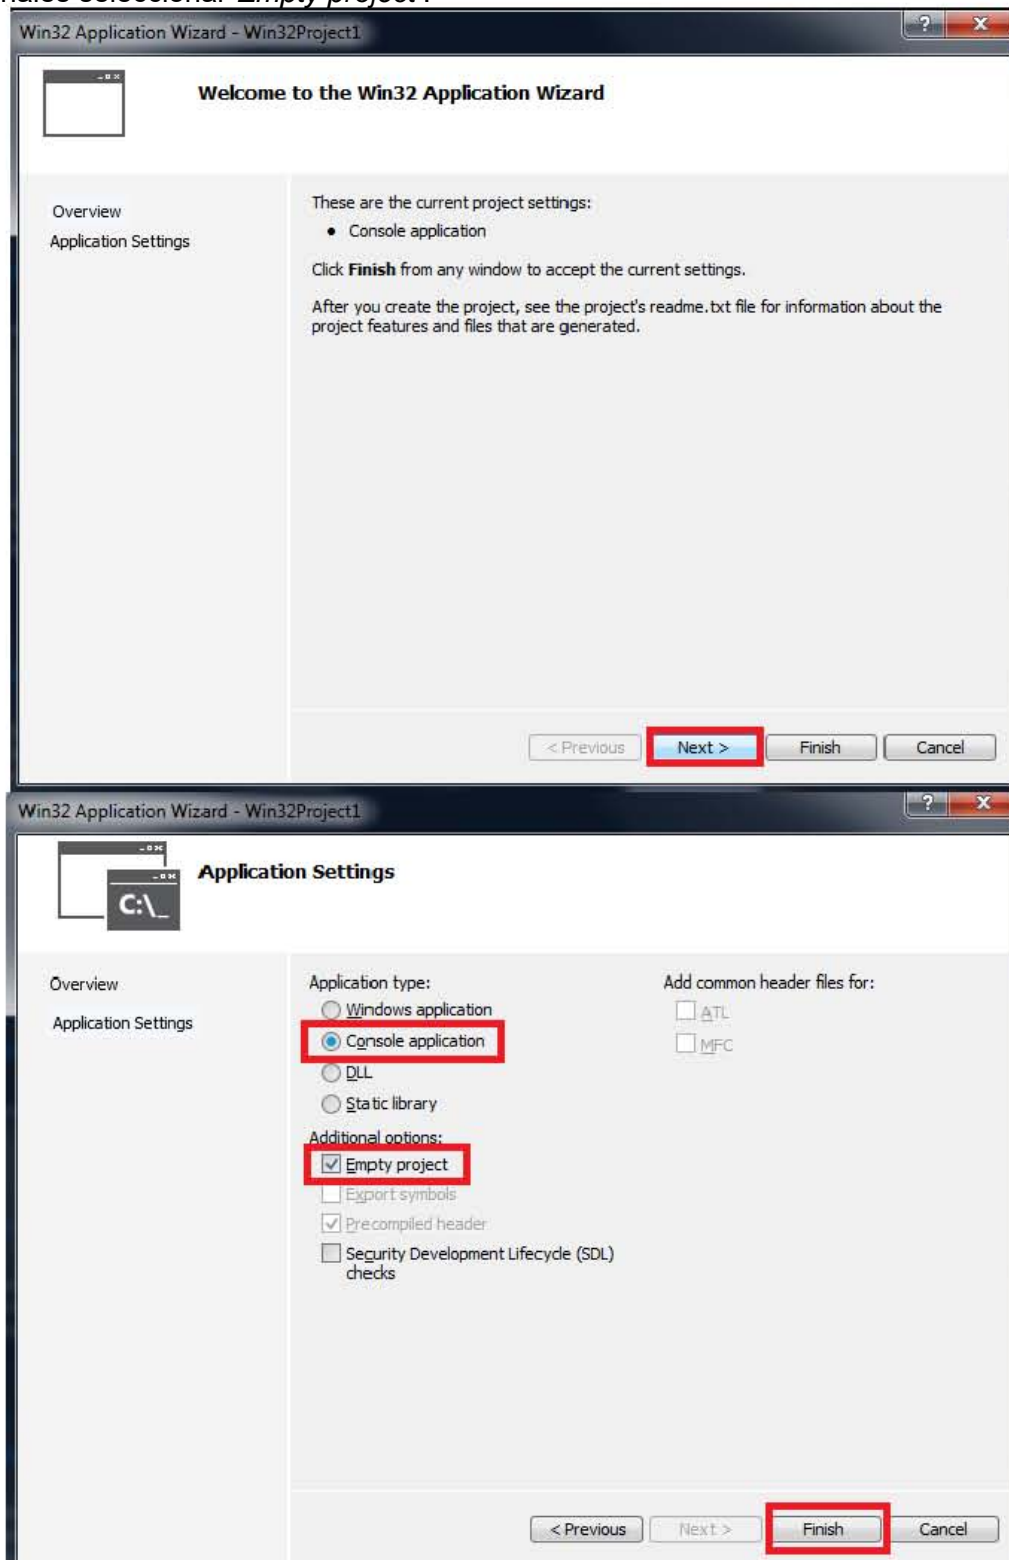 seleccionar "Empty project".
Win32 Application Wizard - Win32Project1
Welcome to the Win32 Application Wizard
Overview
Application Settings
These are the current project settings:
• Console application
Click Finish from any window to accept the current settings.
After you create the project, see the project's readme.txt file for information about the
project features and files that are generated.
< Previous
Next >
Finish
Cancel
Win32 Application Wizard - Win32Project1
C:\_
Application Settings
Overview
Application Settings
Application type:
Windows application
Console application
DLL
Static library
Additional options:
Empty project
Export symbols
Precompiled header
Security Development Lifecycle (SDL)
checks
Add common header files for:
ATL
MFC
< Previous
Next >
Finish
Cancel